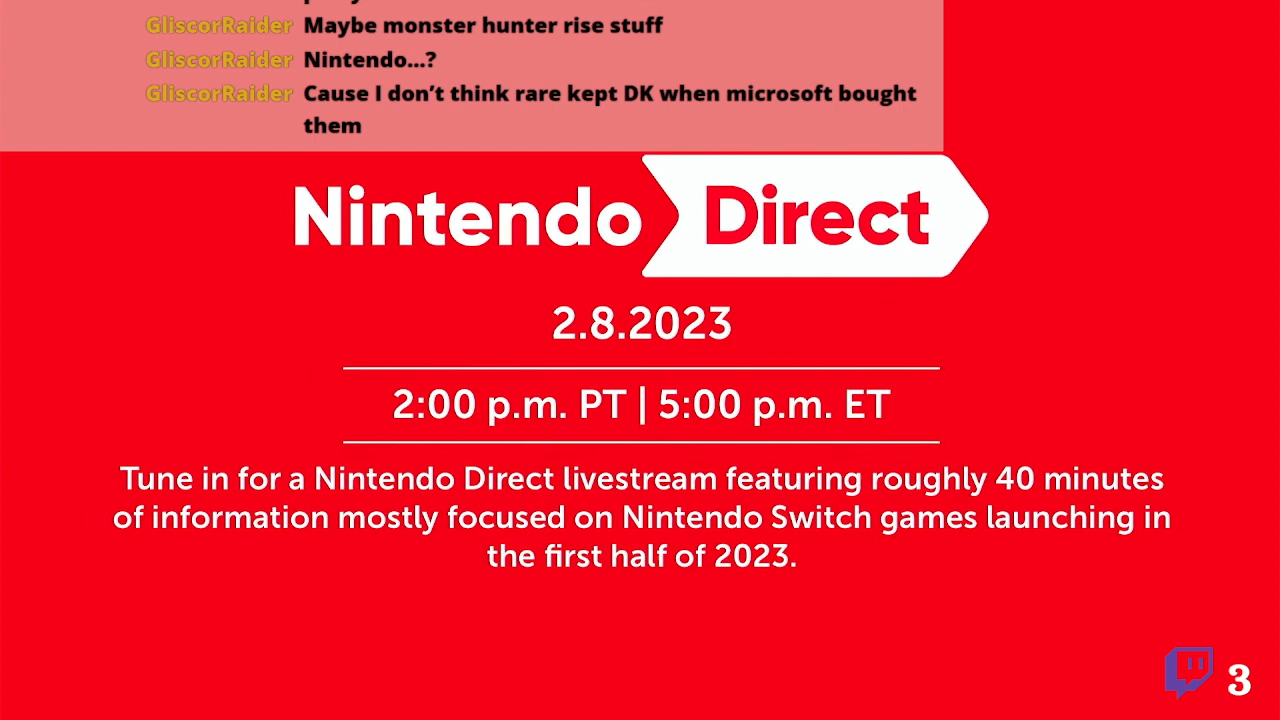 GliscorRaider Maybe monster hunter rise stuff
GliscorRaider Nintendo...?
GliscorRaider Cause I don't think rare kept DK when microsoft bought
them
Nintendo Direct
2.8.2023
2:00 p.m. PT | 5:00 p.m. ET
Tune in for a Nintendo Direct livestream featuring roughly 40 minutes
of information mostly focused on Nintendo Switch games launching in
the first half of 2023.
3